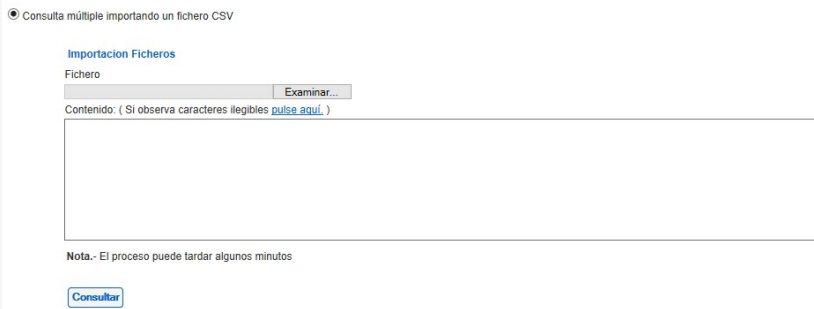 Consulta múltiple importando un fichero CSV
Importacion Ficheros
Fichero
Examinar...
Contenido: ( Si observa caracteres ilegibles pulse aquí. )
Nota.- El proceso puede tardar algunos minutos
Consultar